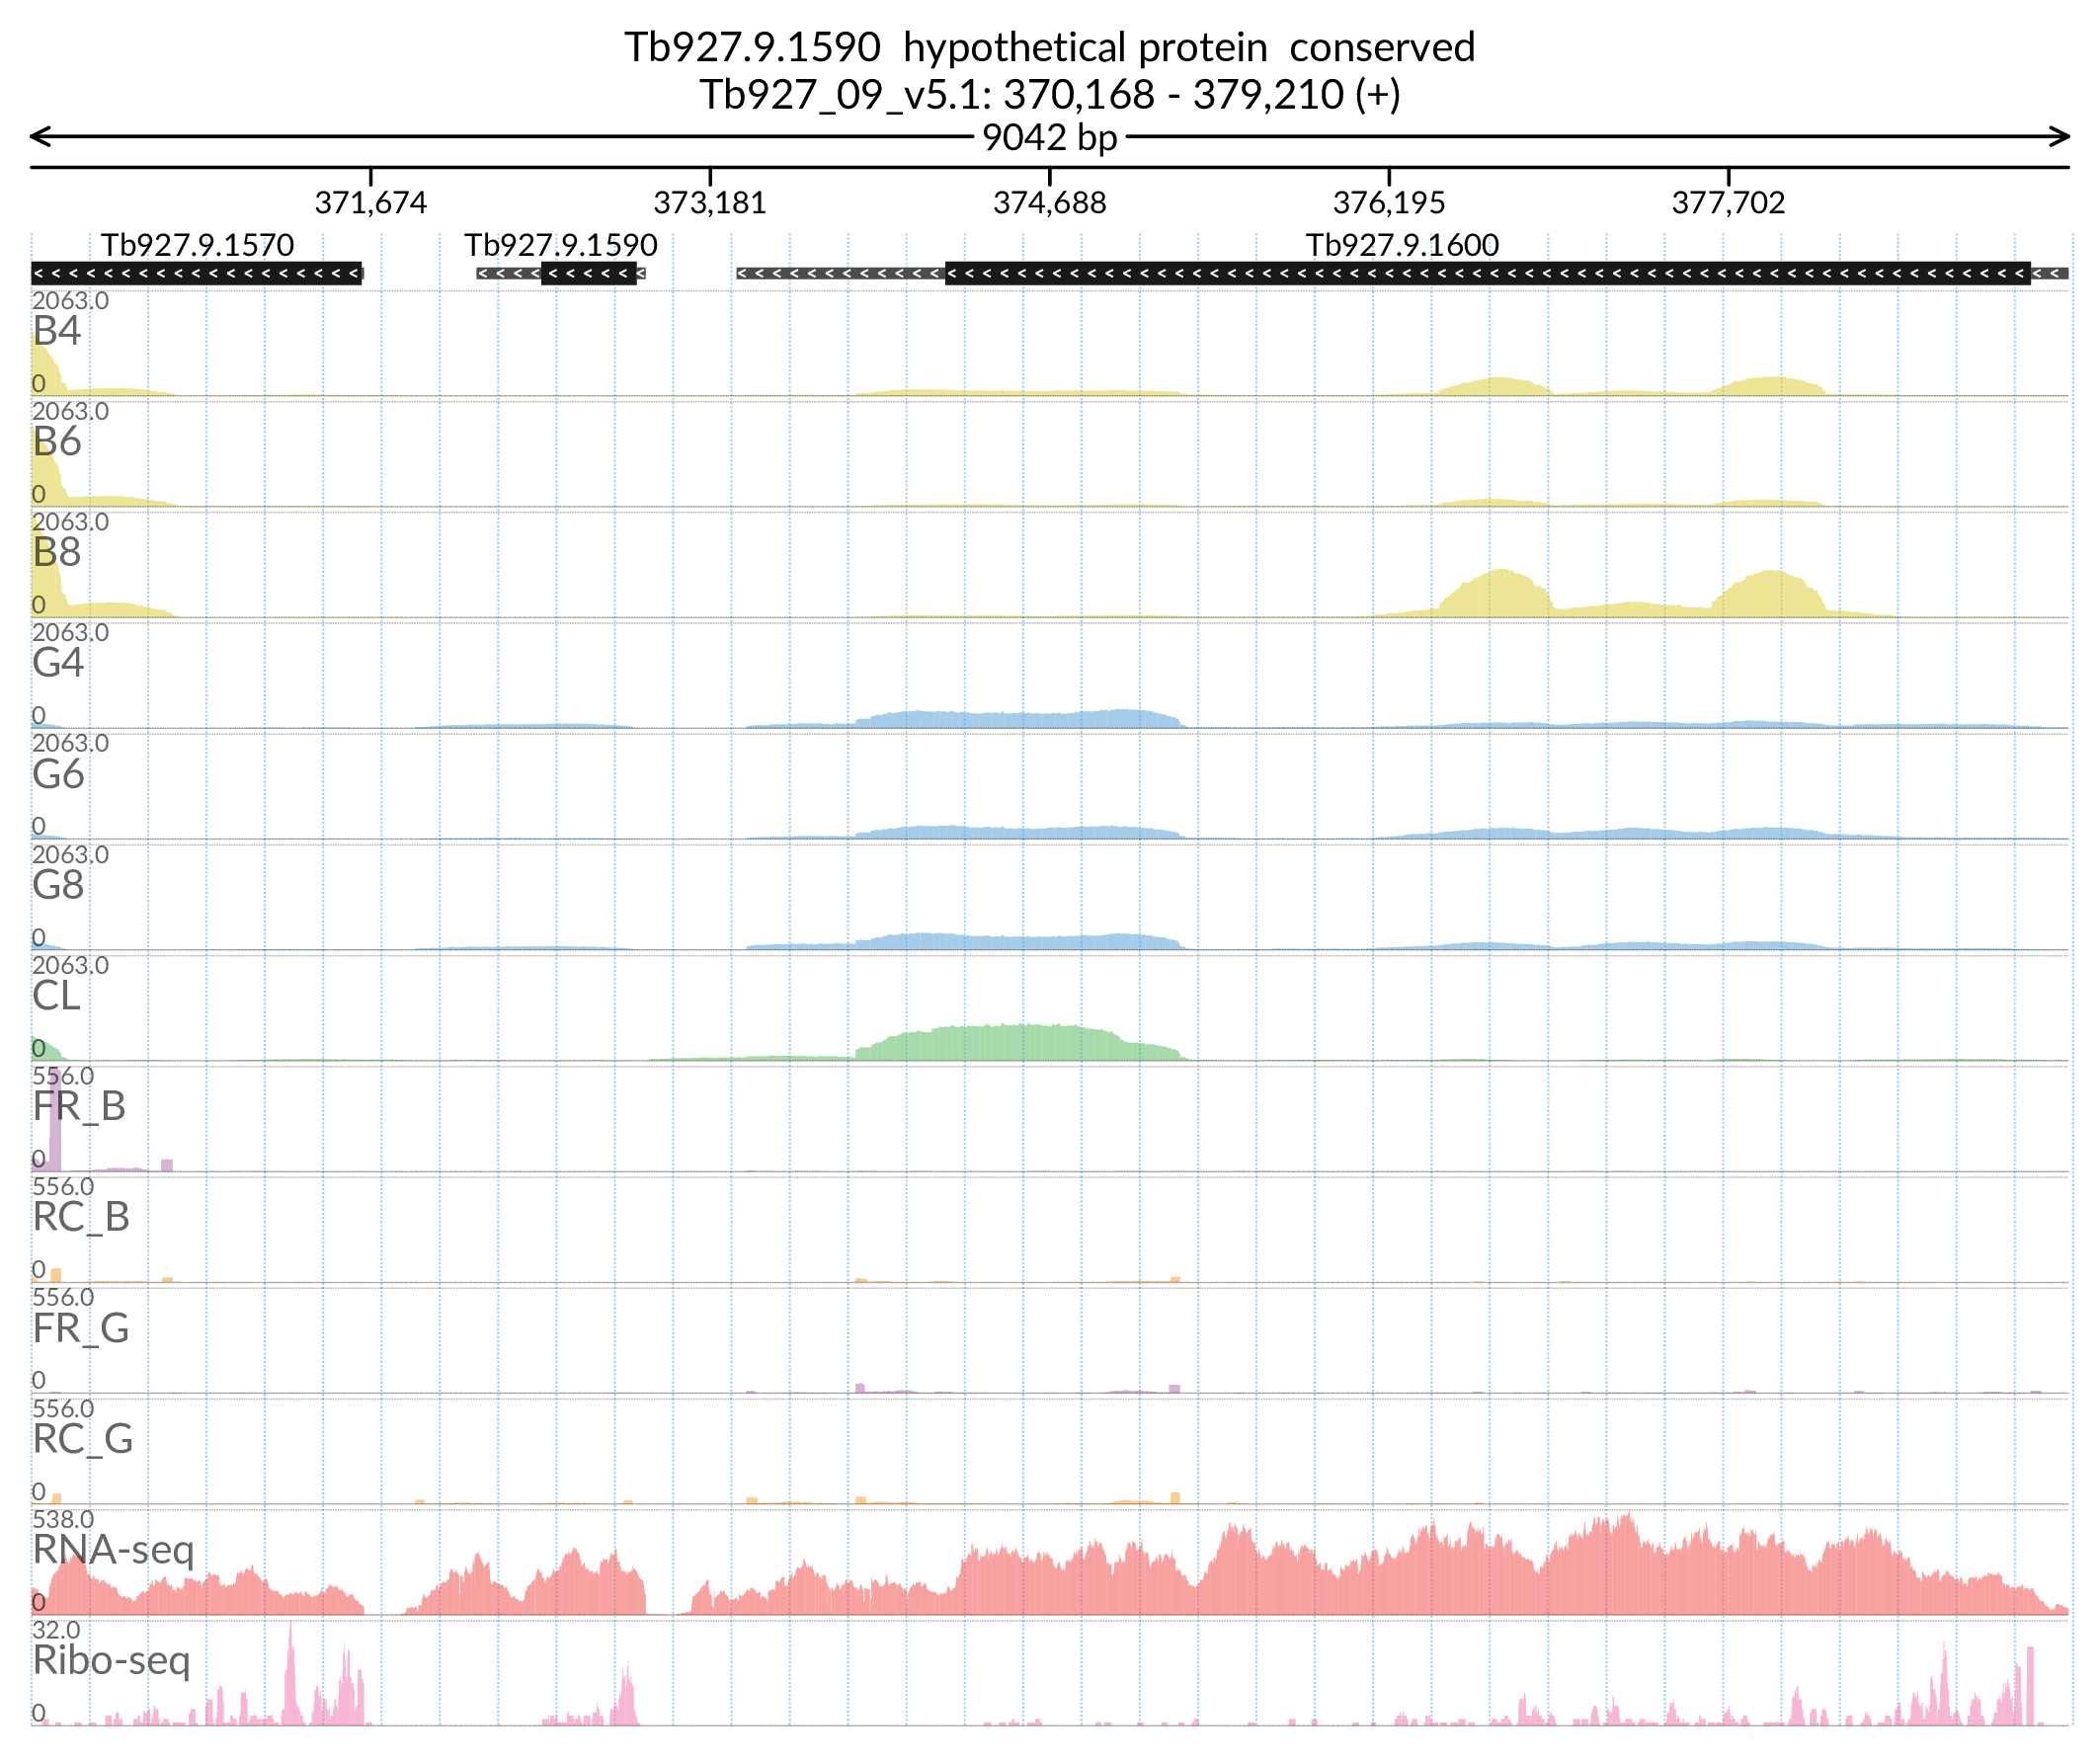 Tb927.9.1590  hypothetical protein  conserved
Tb927_09_v5.1: 370,168 - 379,210 (+)
9042 bp
371,674 373,181 374,688 376,195 377,702
Tb927.9.1570 Tb927.9.1590 Tb927.9.1600
2063.0
B4
0
2063.0
B6
0
2063.0
B8
0
2063.0
G4
0
2063.0
G6
0
2063.0
G8
0
2063.0
CL
0
556.0
FR_B
0
556.0
RC_B
0
556.0
FR_G
0
556.0
RC_G
0
538.0
RNA-seq
0
32.0
Ribo-seq
0